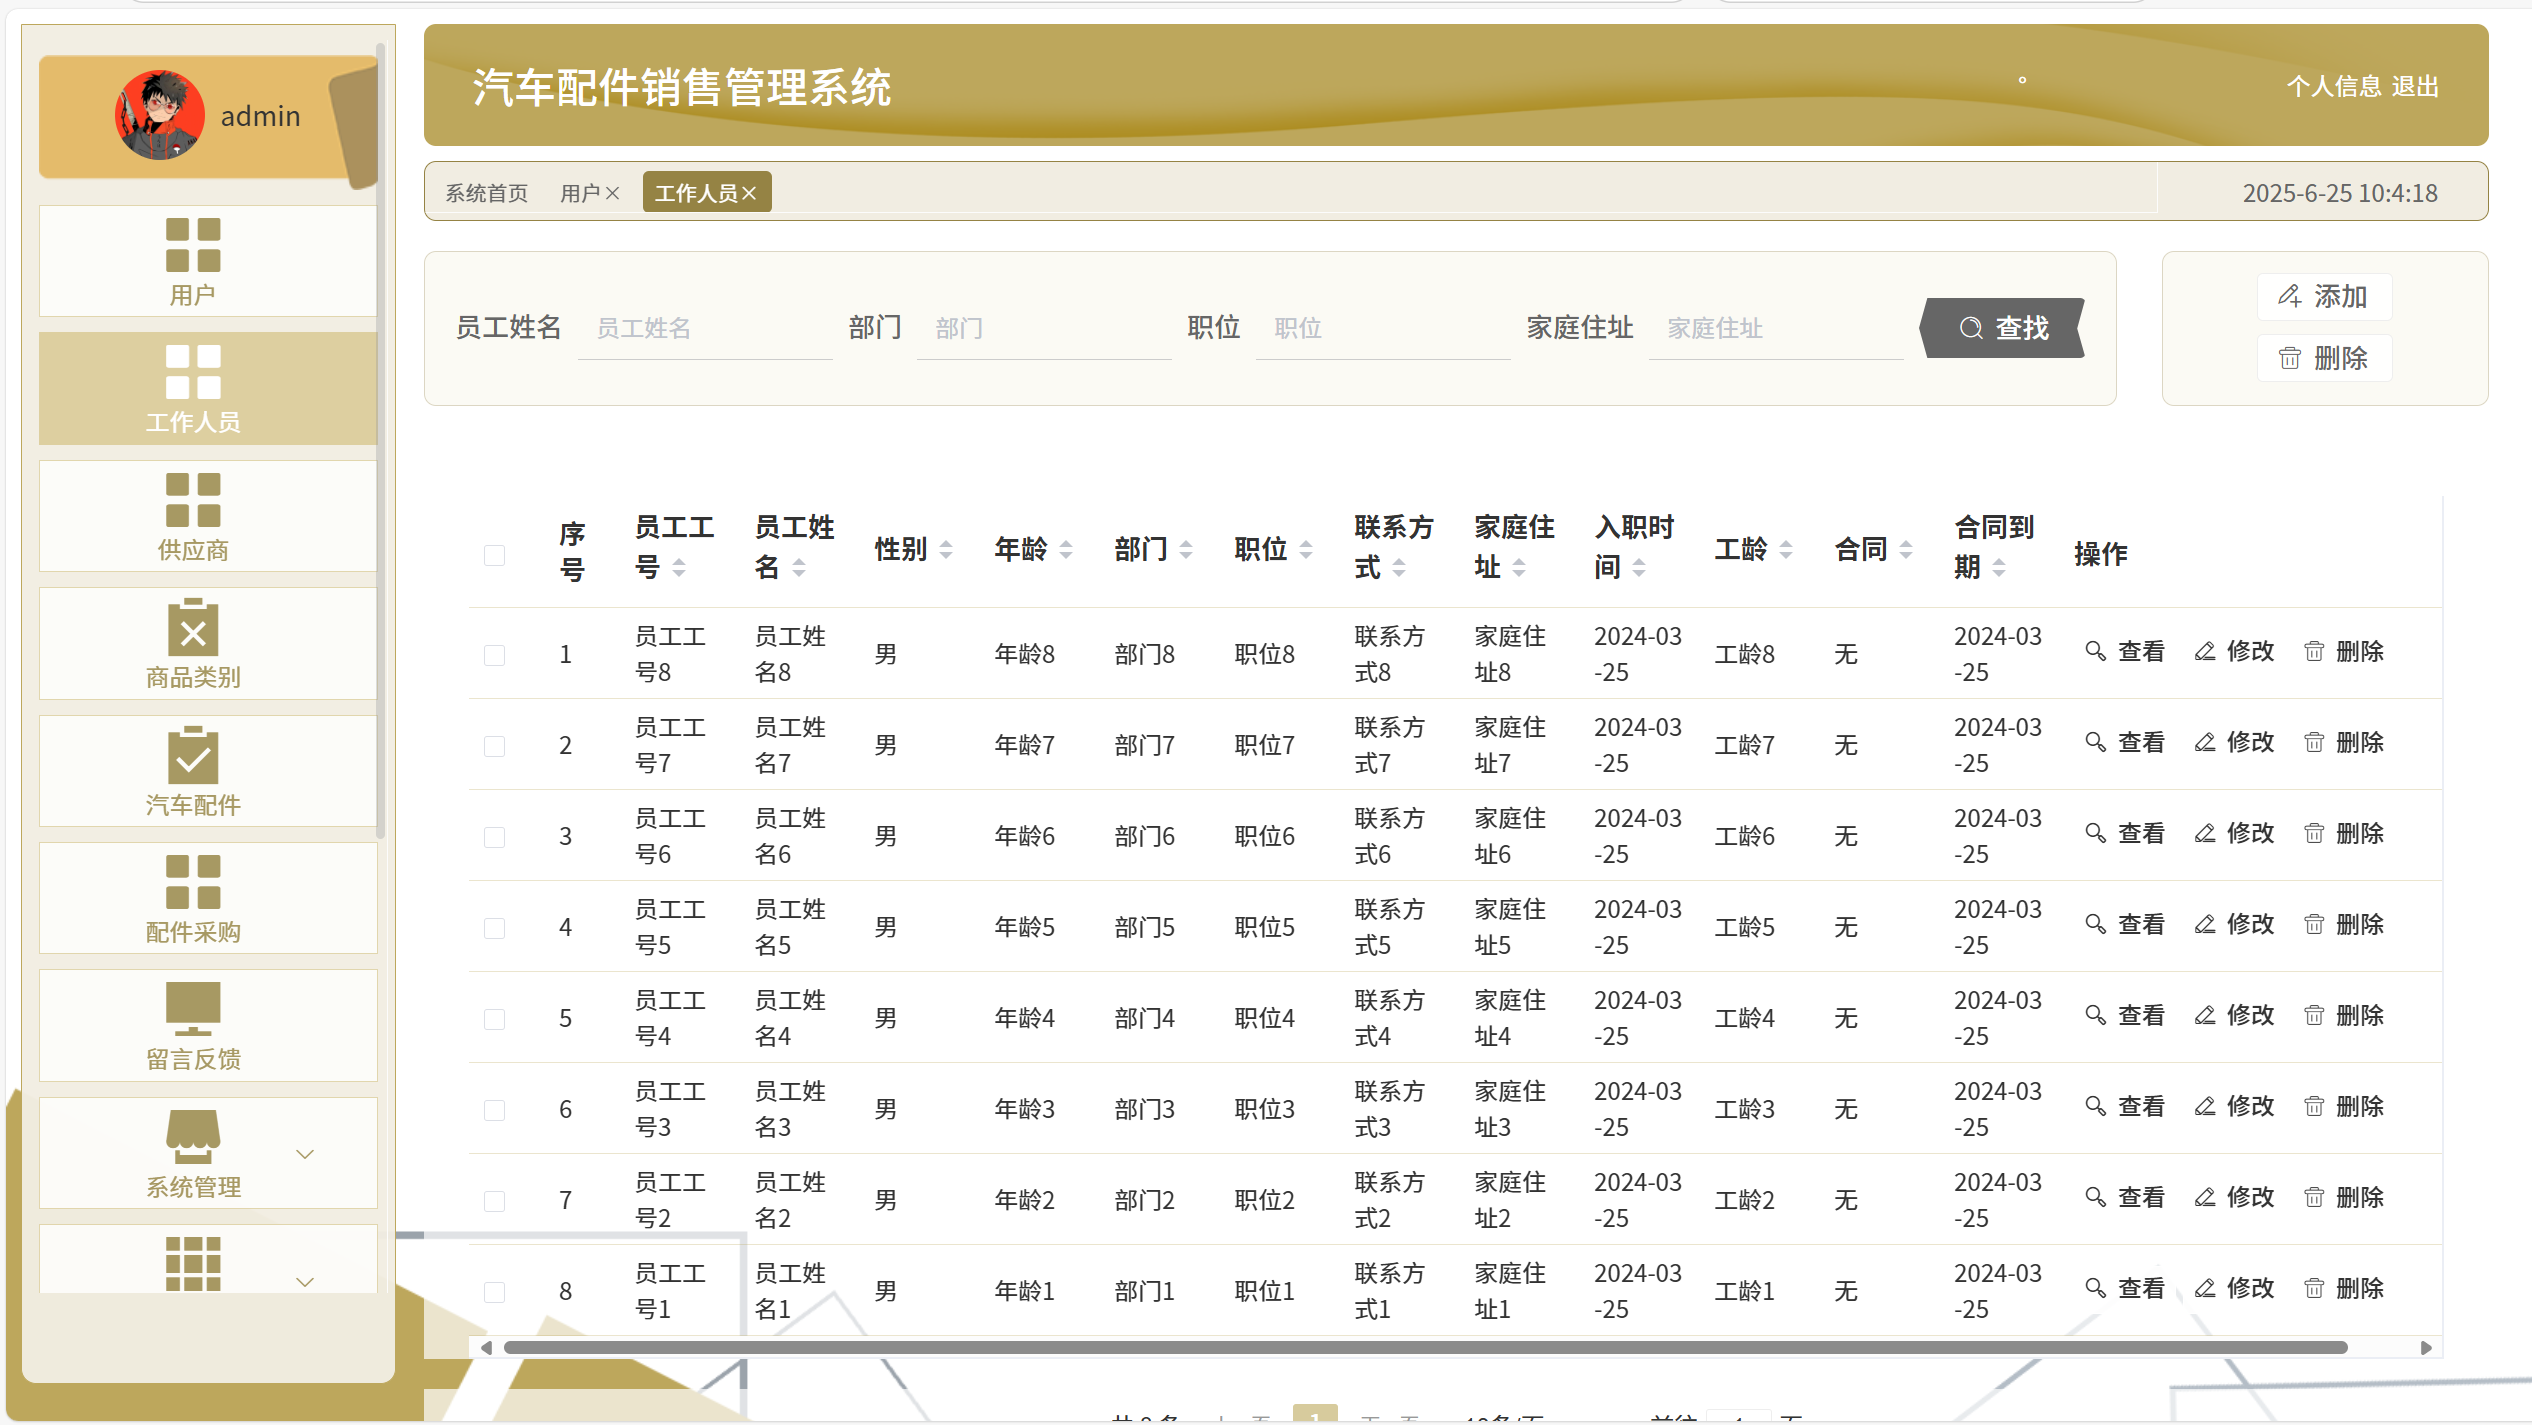 admin
用户
工作人员
供应商
商品类别
汽车配件
配件采购
留言反馈
系统管理
汽车配件销售管理系统
个人信息 退出
系统首页 用户× 工作人员×
2025-6-25 10:4:18
员工姓名 员工姓名 部门 部门 职位 职位 家庭住址 家庭住址 查找
添加
删除
序号 员工工号 员工姓名 性别 年龄 部门 职位 联系方式 家庭住址 入职时间 工龄 合同 合同到期 操作
1 员工工号8 员工姓名8 男 年龄8 部门8 职位8 联系方式8 家庭住址8 2024-03-25 工龄8 无 2024-03-25 查看 修改 删除
2 员工工号7 员工姓名7 男 年龄7 部门7 职位7 联系方式7 家庭住址7 2024-03-25 工龄7 无 2024-03-25 查看 修改 删除
3 员工工号6 员工姓名6 男 年龄6 部门6 职位6 联系方式6 家庭住址6 2024-03-25 工龄6 无 2024-03-25 查看 修改 删除
4 员工工号5 员工姓名5 男 年龄5 部门5 职位5 联系方式5 家庭住址5 2024-03-25 工龄5 无 2024-03-25 查看 修改 删除
5 员工工号4 员工姓名4 男 年龄4 部门4 职位4 联系方式4 家庭住址4 2024-03-25 工龄4 无 2024-03-25 查看 修改 删除
6 员工工号3 员工姓名3 男 年龄3 部门3 职位3 联系方式3 家庭住址3 2024-03-25 工龄3 无 2024-03-25 查看 修改 删除
7 员工工号2 员工姓名2 男 年龄2 部门2 职位2 联系方式2 家庭住址2 2024-03-25 工龄2 无 2024-03-25 查看 修改 删除
8 员工工号1 员工姓名1 男 年龄1 部门1 职位1 联系方式1 家庭住址1 2024-03-25 工龄1 无 2024-03-25 查看 修改 删除